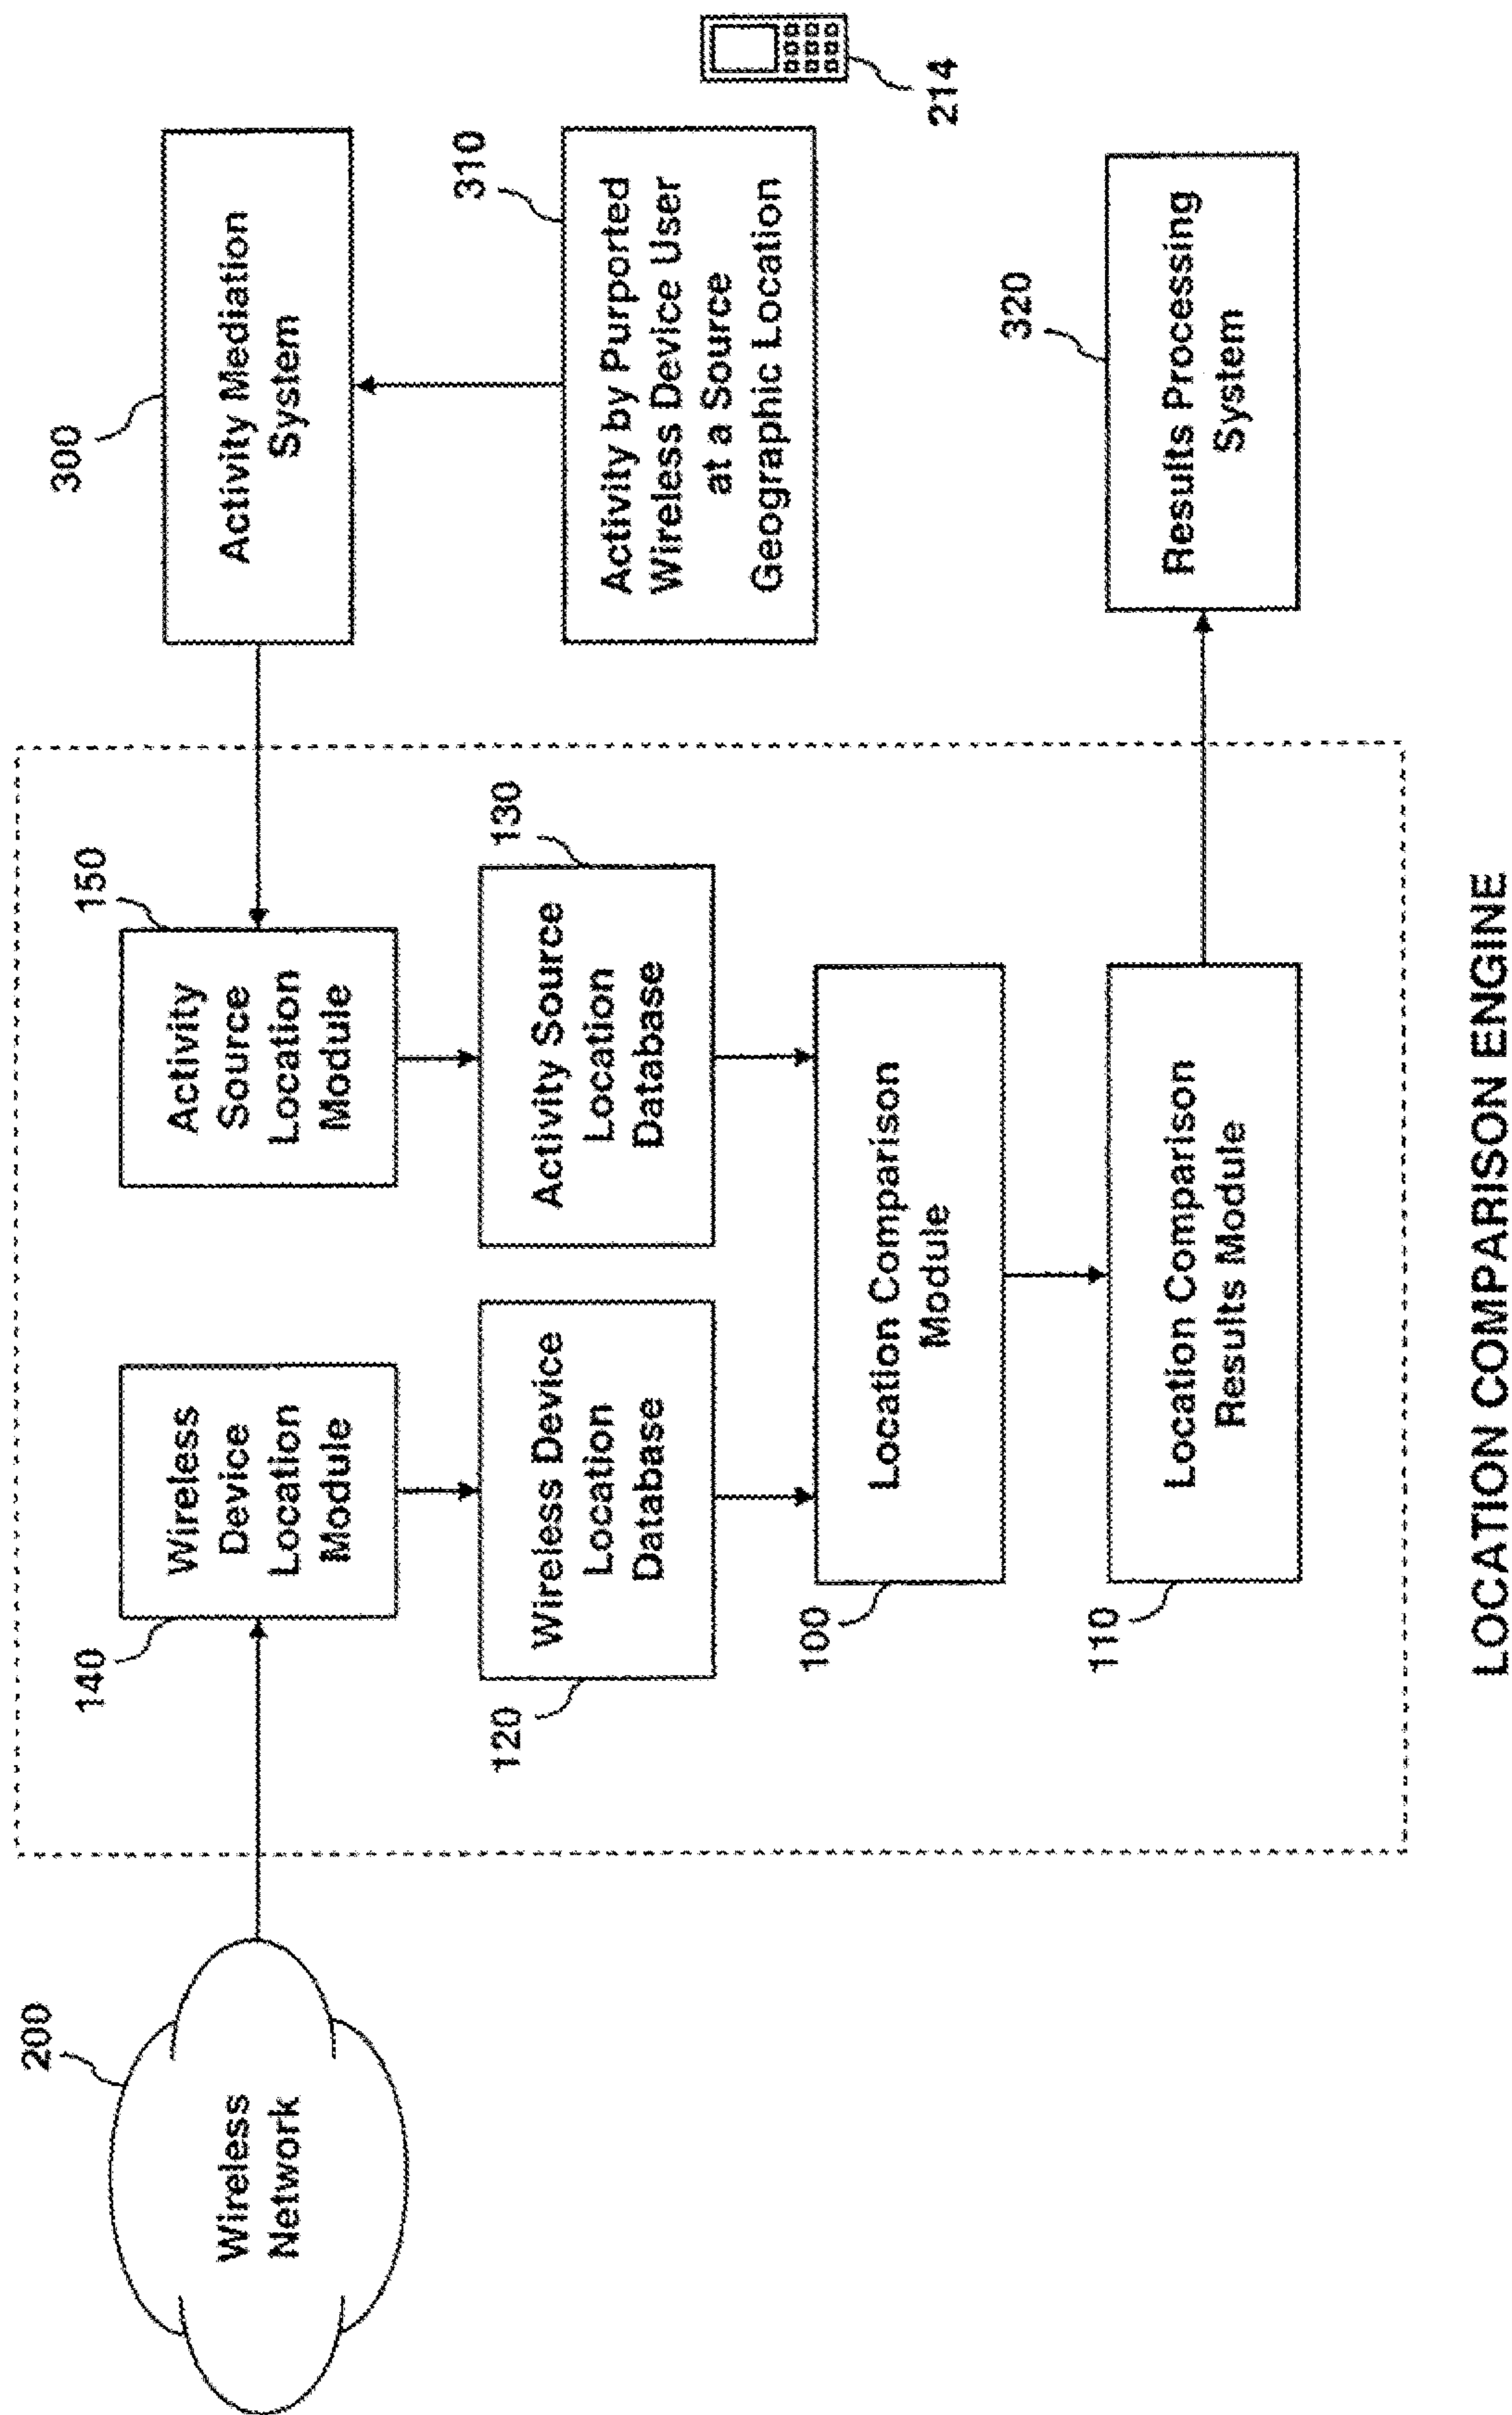 200
Wireless
Network
140
Wireless
Device
Location
Module
150
Activity
Source
Location
Module
300
Activity Mediation
System
120
Wireless Device
Location
Database
130
Activity Source
Location
Database
310
Activity by Purported
Wireless Device User
at a Source
Geographic Location
214
100
Location Comparison
Module
110
Location Comparison
Results Module
320
Results Processing
System
LOCATION COMPARISON ENGINE